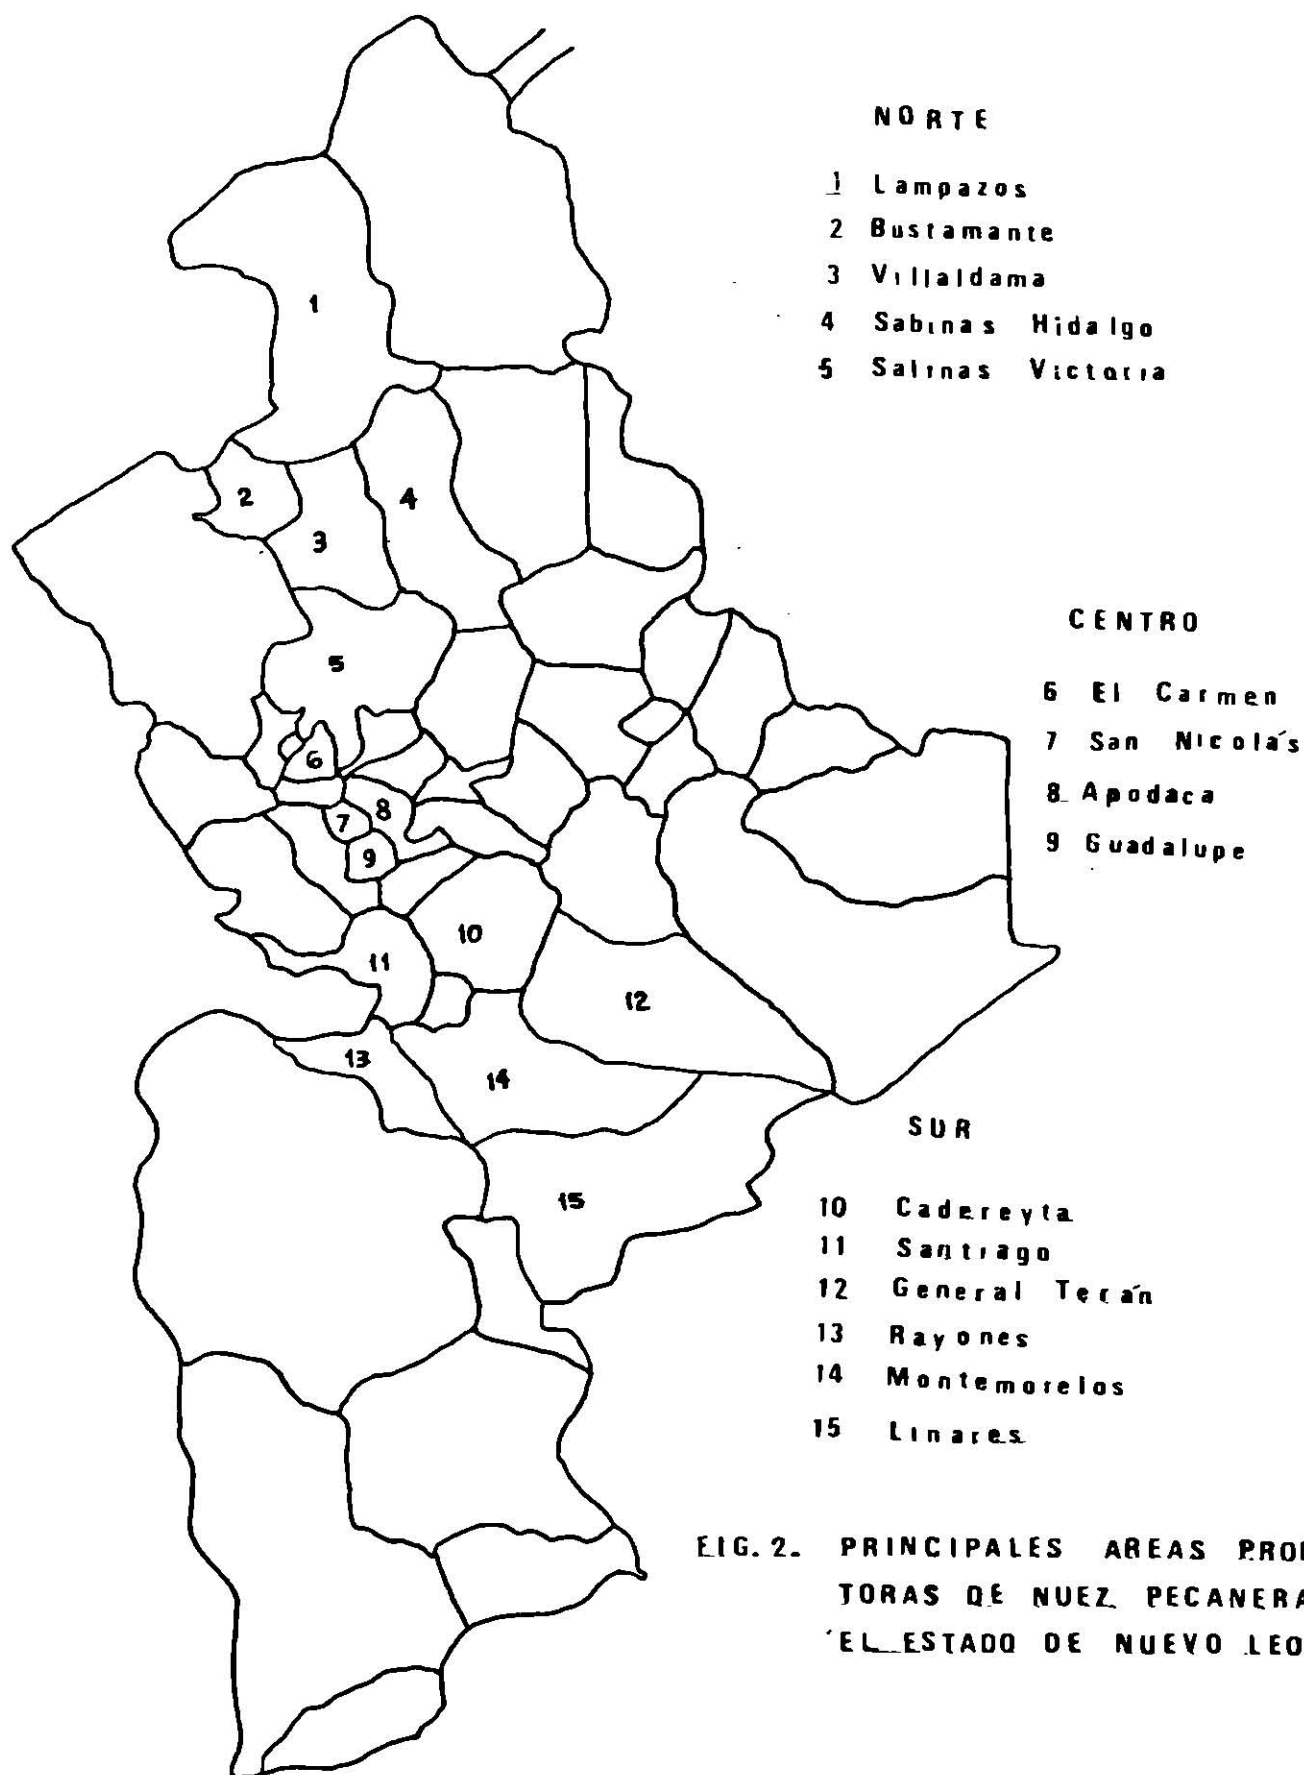 NORTE
1 Lampazos
2 Bustamante
3 Villaldama
4 Sabinas Hidalgo
5 Salinas Victoria
1
2
3
4
5
CENTRO
6 El Carmen
7 San Nicolás
8 Apodaca
9 Guadalupe
6
7
8
9
10
11
12
13
14
15
SUR
10 Cadereyta
11 Santiago
12 General Terán
13 Rayones
14 Montemorelos
15 Linares
FIG. 2. PRINCIPALES AREAS
TORAS DE NUEZ PECANERA
EL ESTADO DE NUEVO LEO